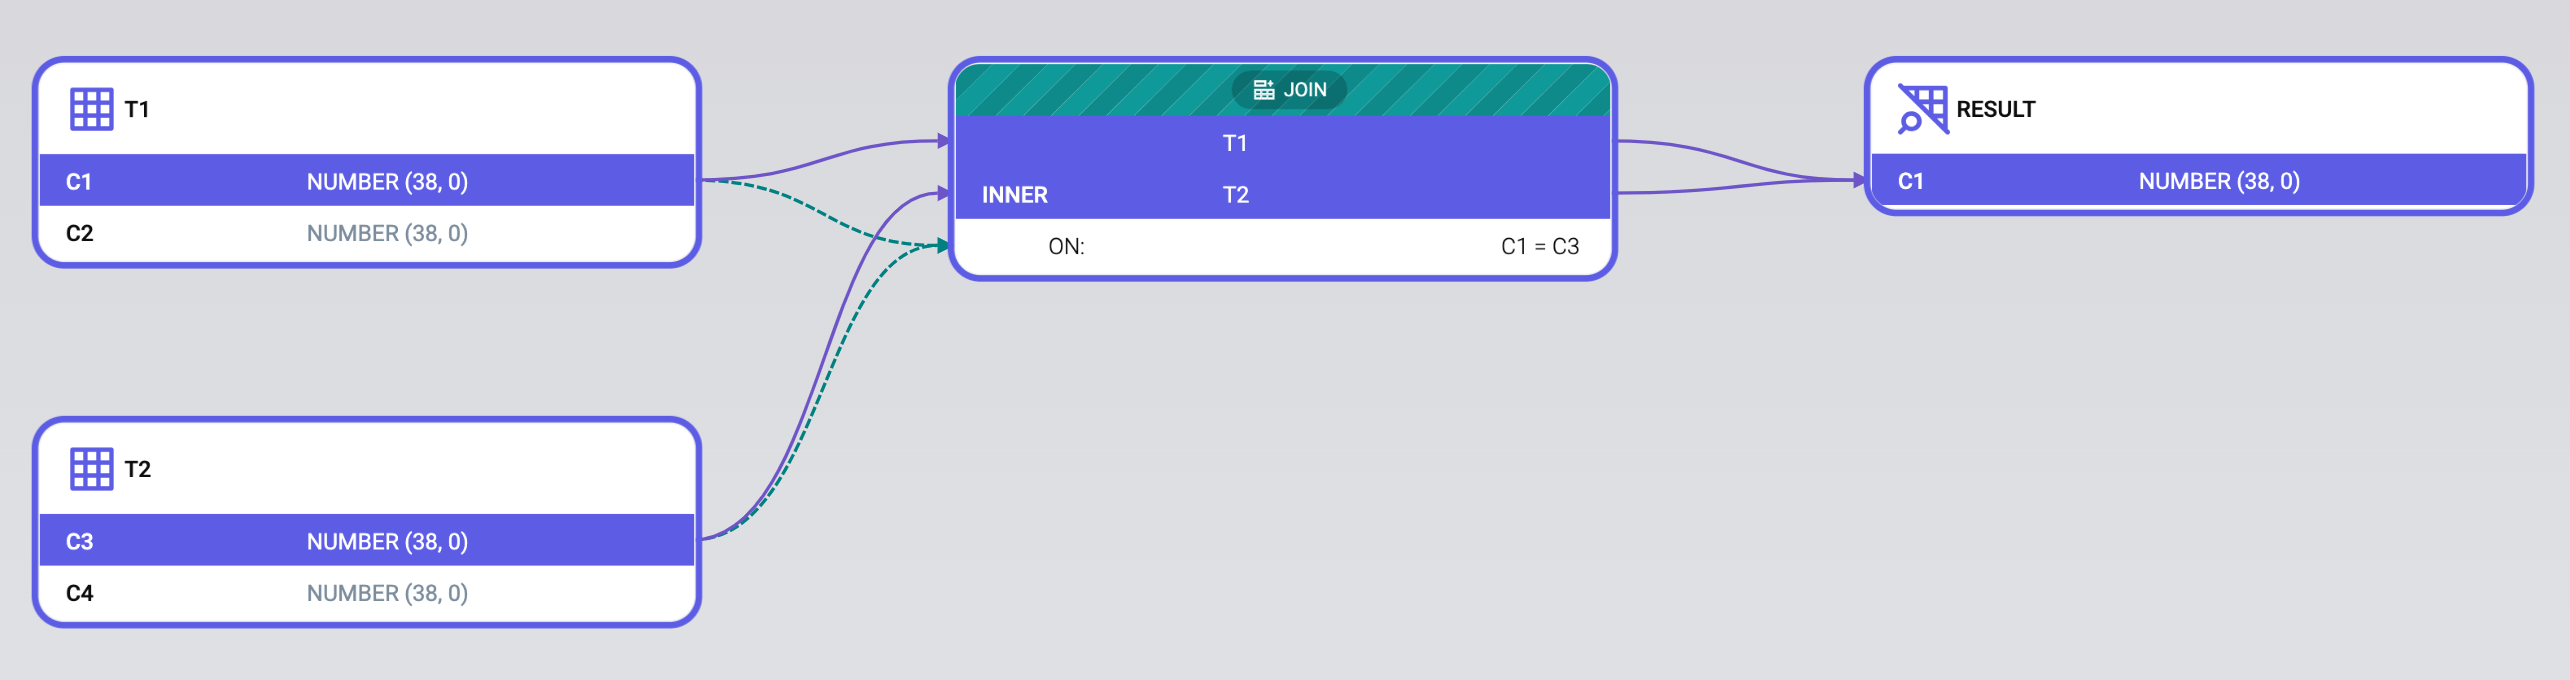 T1
C1 NUMBER (38, 0)
C2 NUMBER (38, 0)
T2
C3 NUMBER (38, 0)
C4 NUMBER (38, 0)
JOIN
T1
INNER T2
ON: C1 = C3
RESULT
C1 NUMBER (38, 0)